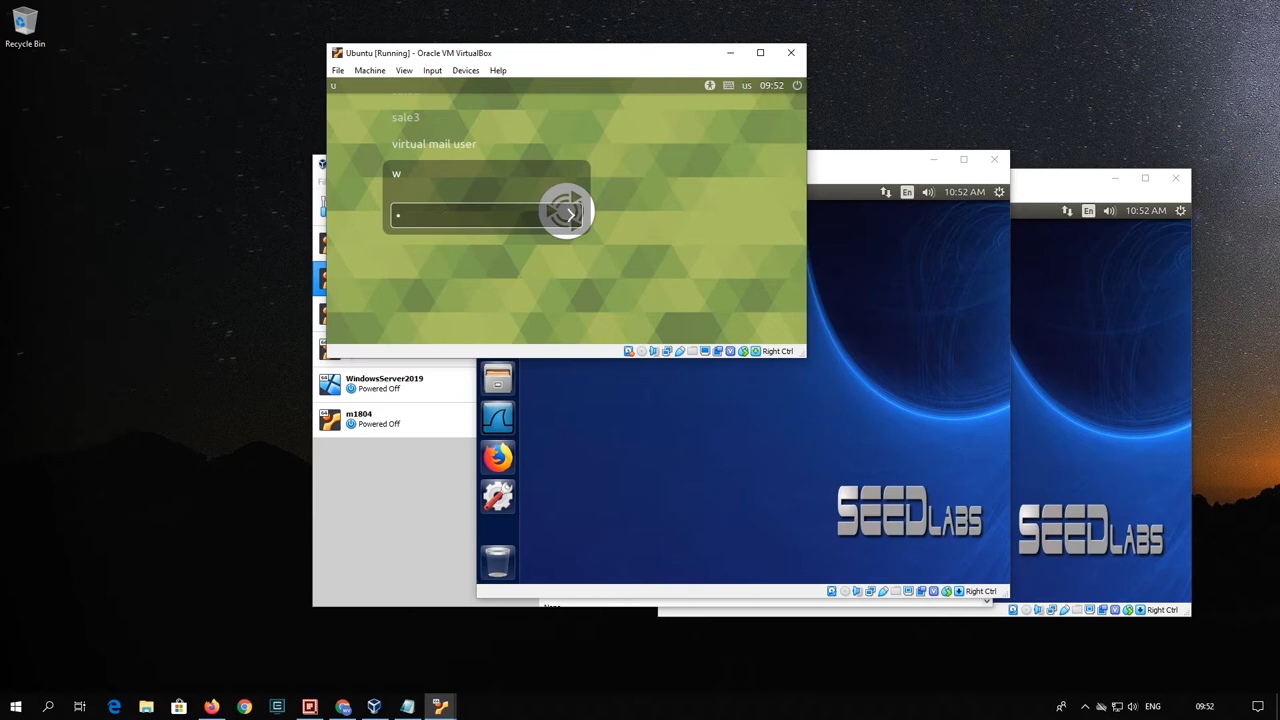 Recycle Bin
Ubuntu [Running] - Oracle VM VirtualBox
File Machine View Input Devices Help
u
us 09:52
sale3
virtual mail user
w
En 10:52 AM
10:52 AM
WindowsServer2019
Powered Off
m1804
Powered Off
Right Ctrl
SEEDLABS
SEEDLABS
Right Ctrl
Right Ctrl
ENG 09:52